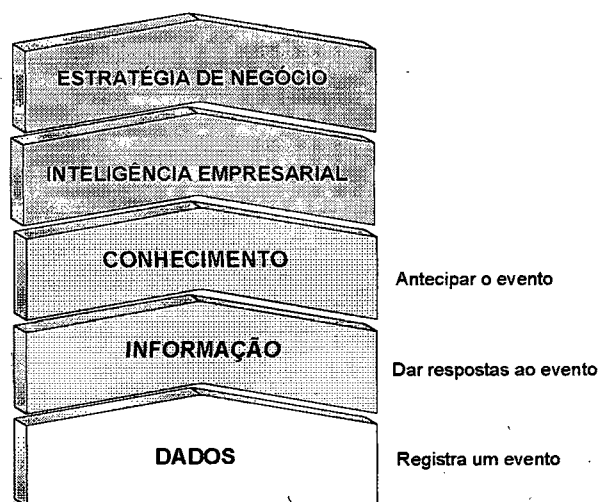 ESTRATÉGIA DE NEGÓCIO
INTELIGÊNCIA EMPRESARIAL
CONHECIMENTO
Antecipar o evento
INFORMAÇÃO
Dar respostas ao evento
DADOS
Registra um evento